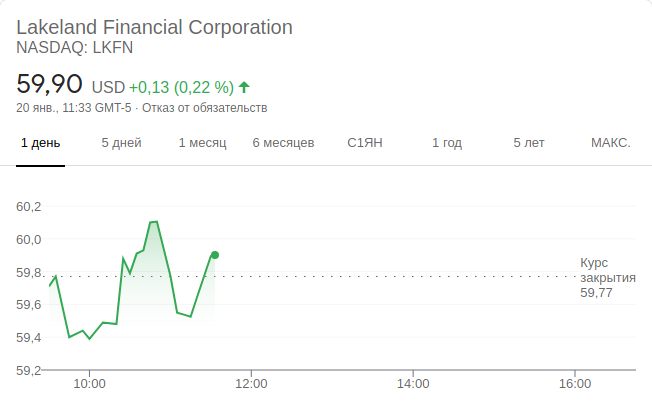 Lakeland Financial Corporation
NASDAQ: LKFN
59,90 USD +0,13 (0,22 %)
20 янв., 11:33 GMT-5 · Отказ от обязательств
1 день 5 дней 1 месяц 6 месяцев С1ЯН 1 год 5 лет МАКС.
60,2
60,0
59,8
59,6
59,4
59,2
Курс
закрытия
59,77
10:00 12:00 14:00 16:00